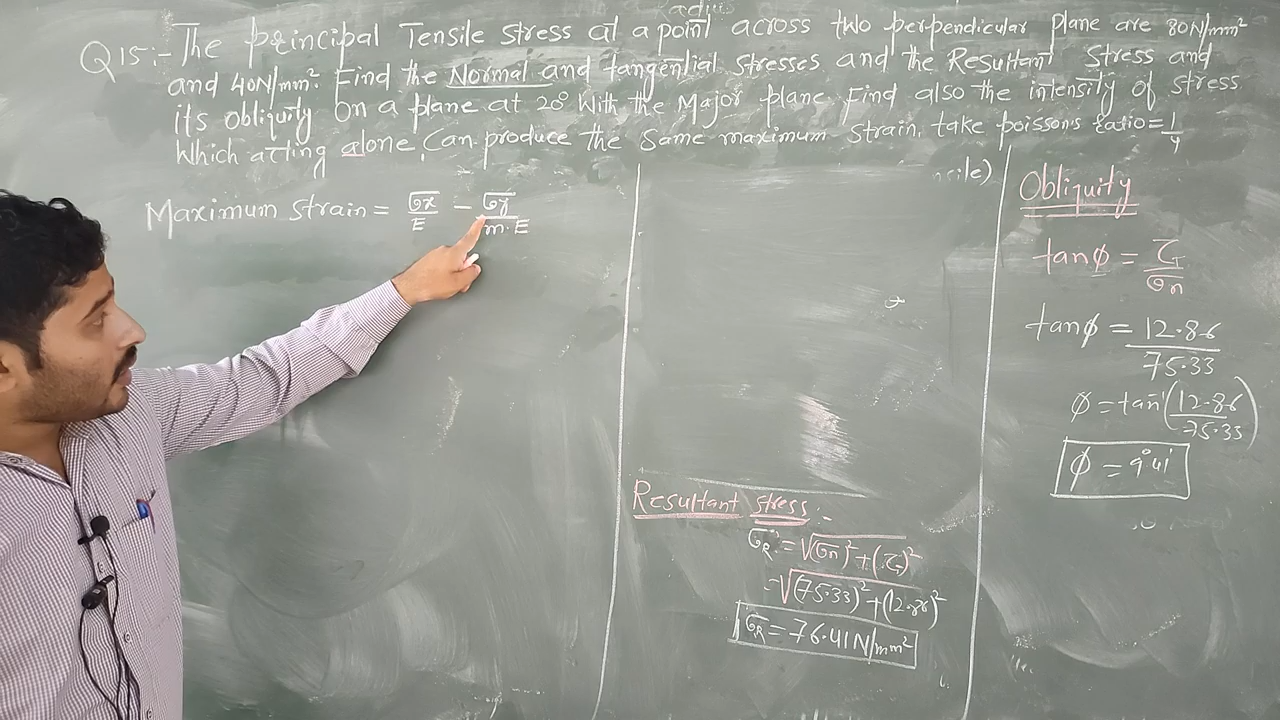 adius
Q15:- The principal Tensile stress at a point across two perpendicular plane are 80N/mm²
and 40N/mm². Find the Normal and tangential stresses and the Resultant stress and
its obliquity on a plane at 20° With the Major plane. Find also the intensity of stress
Which acting alone Can produce the same maximum strain, take poisson's ratio = 1/4
Maximum strain = σx/E - σy/m.E
Resultant stress:-
σR = √(σn)² + (τ)²
= √(75.33)² + (12.86)²
σR = 76.41 N/mm²
nsile)
Obliquity
tanϕ = τ/σn
tanϕ = 12.86/75.33
ϕ = tan⁻¹(12.86/75.33)
ϕ = 9°41'